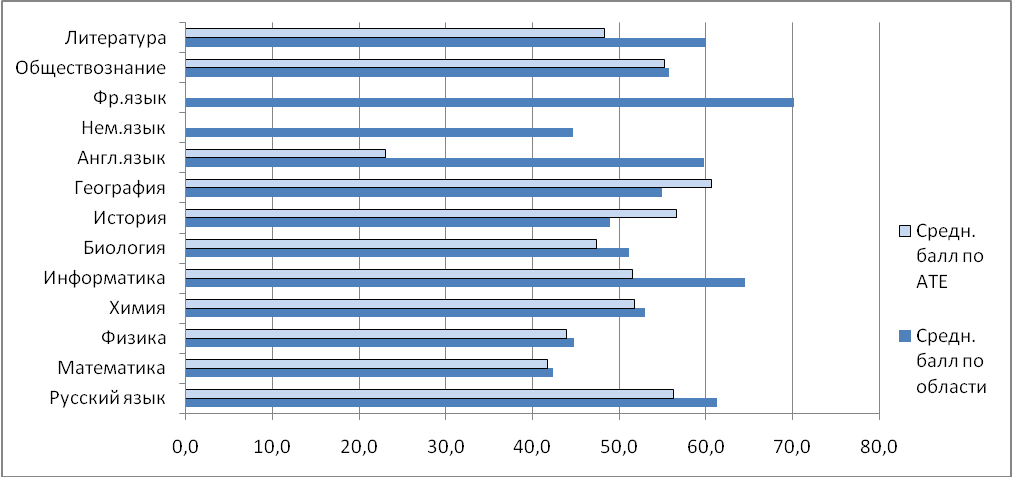 Литература
Обществознание
Фр.язык
Нем.язык
Англ.язык
География
История
Биология
Информатика
Химия
Физика
Математика
Русский язык
0,0 10,0 20,0 30,0 40,0 50,0 60,0 70,0 80,0
Средн.
балл по
АТЕ
Средн.
балл по
области